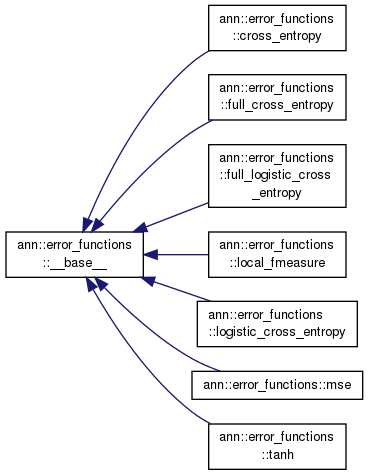 ann::error_functions
::cross_entropy
ann::error_functions
::full_cross_entropy
ann::error_functions
::full_logistic_cross
_entropy
ann::error_functions
::__base__
ann::error_functions
::local_fmeasure
ann::error_functions
::logistic_cross_entropy
ann::error_functions::mse
ann::error_functions
::tanh